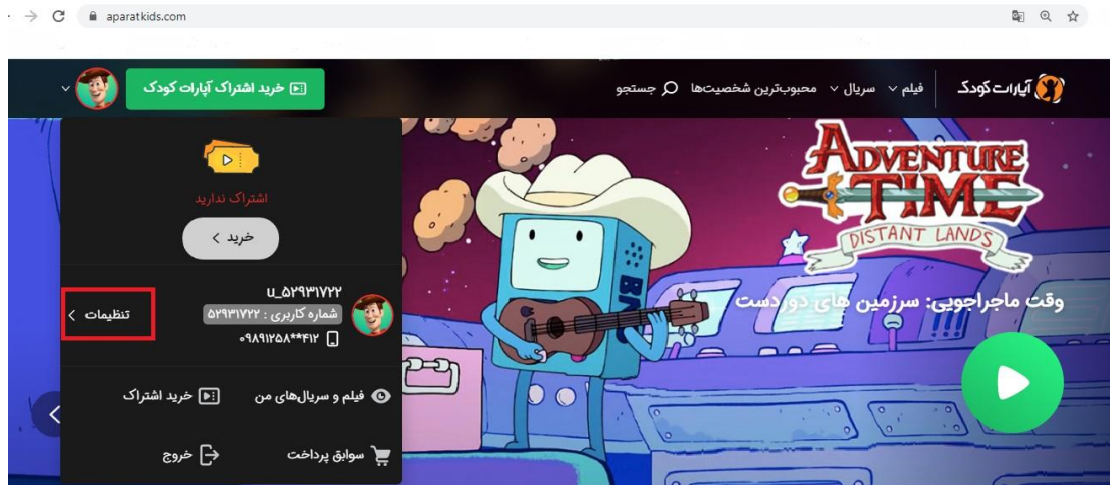 aparatkids.com
آپارات کودک
فیلم
سریال
محبوب‌ترین شخصیت‌ها
جستجو
خرید اشتراک آپارات کودک
اشتراک ندارید
خرید
u_۵۲۹۳۱۷۲۲
شماره کاربری : ۵۲۹۳۱۷۲۲
۰۹۸۹۱۲۵۸**۴۱۲
تنظیمات
فیلم و سریال‌های من
خرید اشتراک
سوابق پرداخت
خروج
ADVENTURE
TIME
DISTANT LANDS
وقت ماجراجویی: سرزمین های دوردست